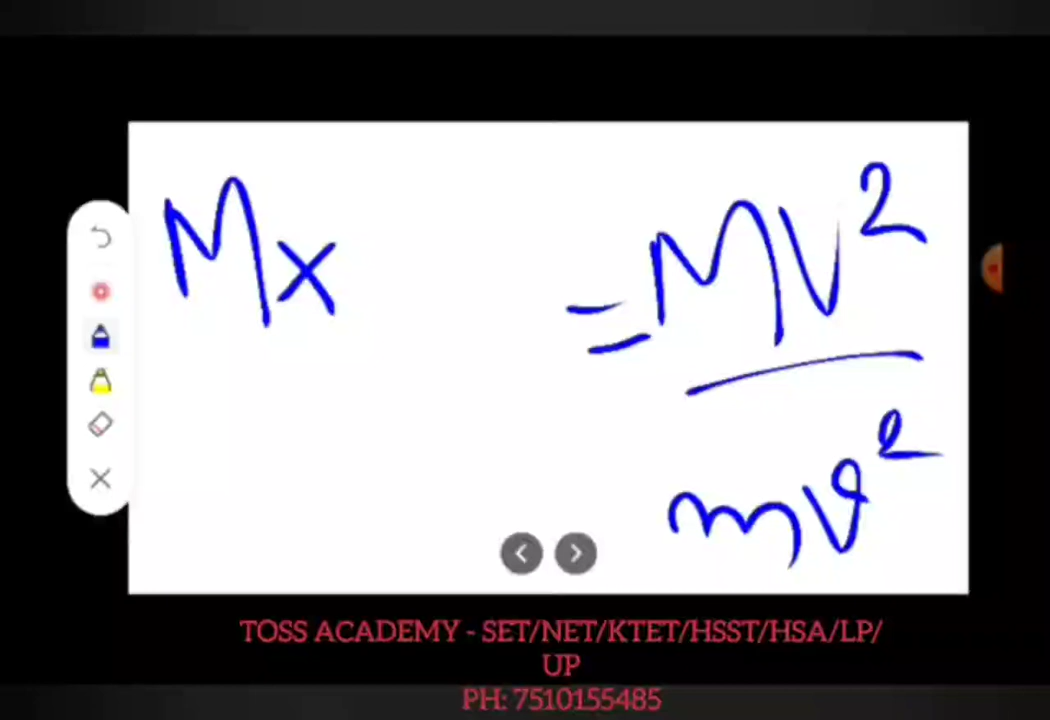 Mx = MV²
mv²
TOSS ACADEMY - SET/NET/KTET/HSST/HSA/LP/
UP
PH: 7510155485